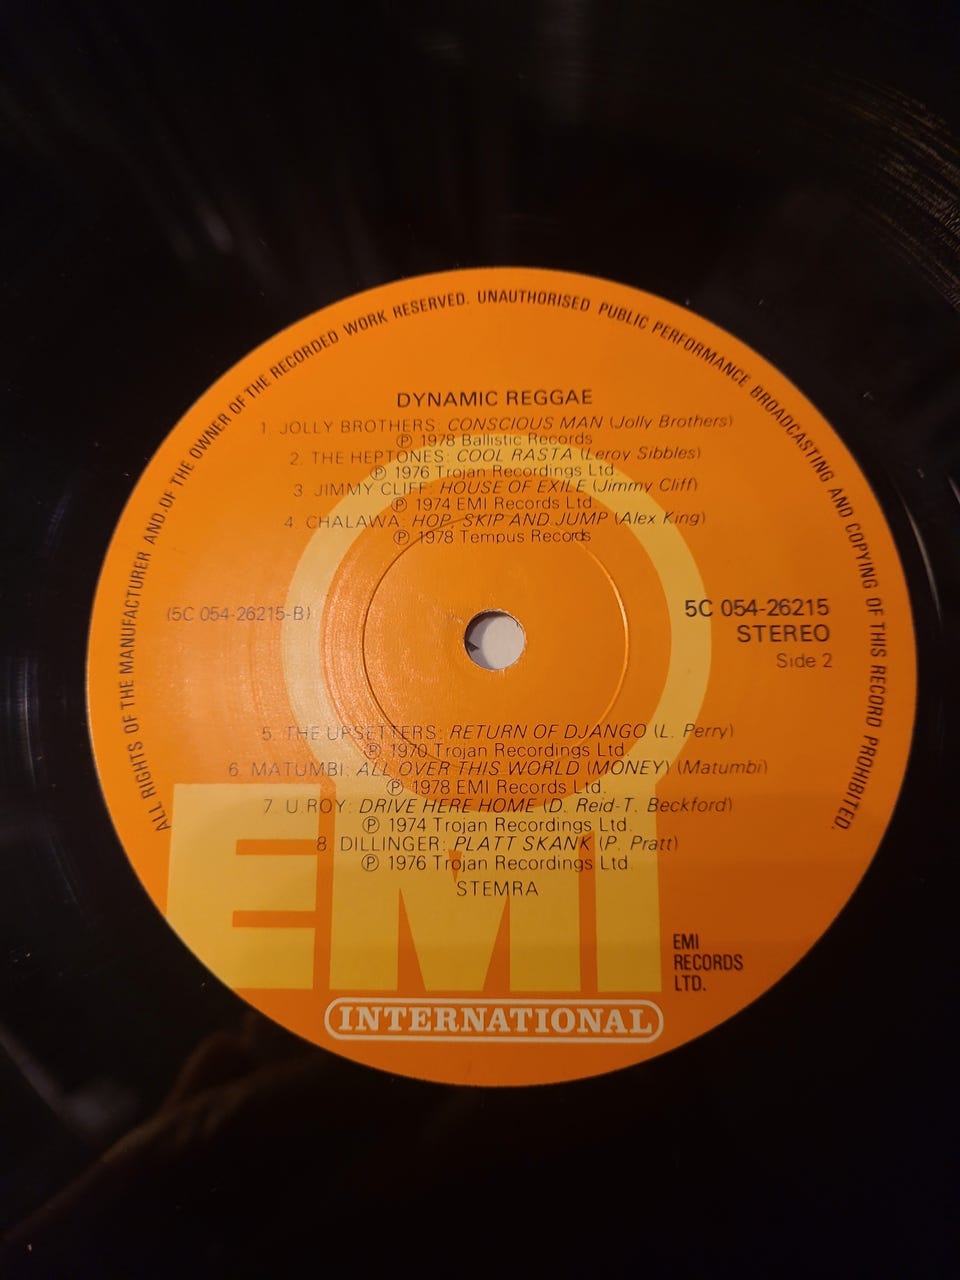 ALL RIGHTS OF THE MANUFACTURER AND OF THE OWNER OF THE RECORDED WORK RESERVED. UNAUTHORISED PUBLIC PERFORMANCE BROADCASTING AND COPYING OF THIS RECORD PROHIBITED.
DYNAMIC REGGAE
1. JOLLY BROTHERS: CONSCIOUS MAN (Jolly Brothers)
Ⓟ 1978 Ballistic Records
2. THE HEPTONES: COOL RASTA (Leroy Sibbles)
Ⓟ 1976 Trojan Recordings Ltd.
3. JIMMY CLIFF: HOUSE OF EXILE (Jimmy Cliff)
Ⓟ 1974 EMI Records Ltd.
4. CHALAWA: HOP, SKIP AND JUMP (Alex King)
Ⓟ 1978 Tempus Records
(5C 054-26215-B)
5C 054-26215
STEREO
Side 2
5. THE UPSETTERS: RETURN OF DJANGO (L. Perry)
Ⓟ 1970 Trojan Recordings Ltd.
6. MATUMBI: ALL OVER THIS WORLD (MONEY) (Matumbi)
Ⓟ 1978 EMI Records Ltd.
7. U.ROY: DRIVE HERE HOME (D. Reid-T. Beckford)
Ⓟ 1974 Trojan Recordings Ltd.
8. DILLINGER: PLATT SKANK (P. Pratt)
Ⓟ 1976 Trojan Recordings Ltd.
STEMRA
EMI
EMI
RECORDS
LTD.
INTERNATIONAL